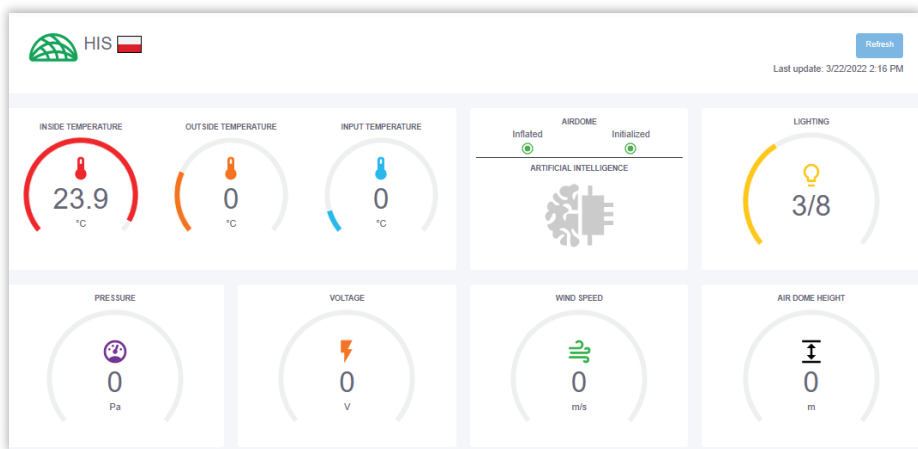 HIS
Refresh
Last update: 3/22/2022 2:16 PM
INSIDE TEMPERATURE
23.9
°C
OUTSIDE TEMPERATURE
0
°C
INPUT TEMPERATURE
0
°C
AIRDOME
Inflated
Initialized
ARTIFICIAL INTELLIGENCE
LIGHTING
3/8
PRESSURE
0
Pa
VOLTAGE
0
V
WIND SPEED
0
m/s
AIR DOME HEIGHT
0
m